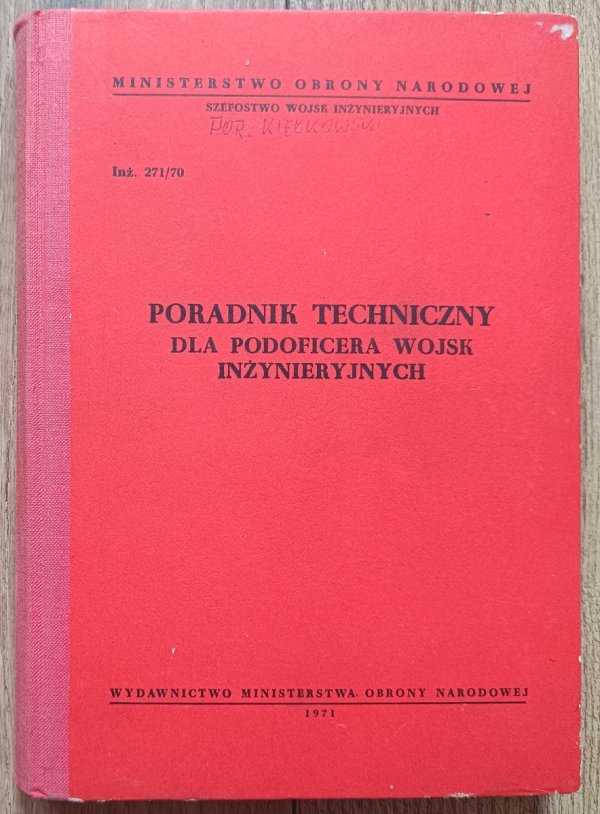 MINISTERSTWO OBRONY NARODOWEJ
SZEFOSTWO WOJSK INŻYNIERYJNYCH
POR. KIEŁKOWSKI
Inż. 271/70
PORADNIK TECHNICZNY
DLA PODOFICERA WOJSK
INŻYNIERYJNYCH
WYDAWNICTWO MINISTERSTWA OBRONY NARODOWEJ
1971